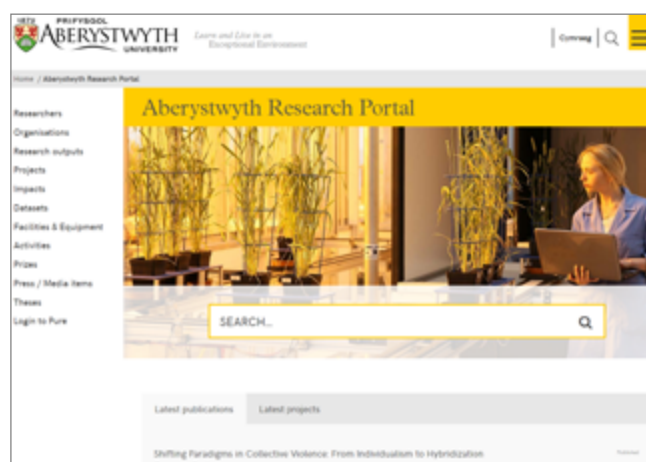 1872
PRIFYSGOL
ABERYSTWYTH
UNIVERSITY
Learn and Live in an
Exceptional Environment
Cymraeg
Home / Aberystwyth Research Portal
Aberystwyth Research Portal
Researchers
Organisations
Research outputs
Projects
Impacts
Datasets
Facilities & Equipment
Activities
Prizes
Press / Media items
Theses
Login to Pure
SEARCH...
Latest publications
Latest projects
Shifting Paradigms in Collective Violence: From Individualism to Hybridization